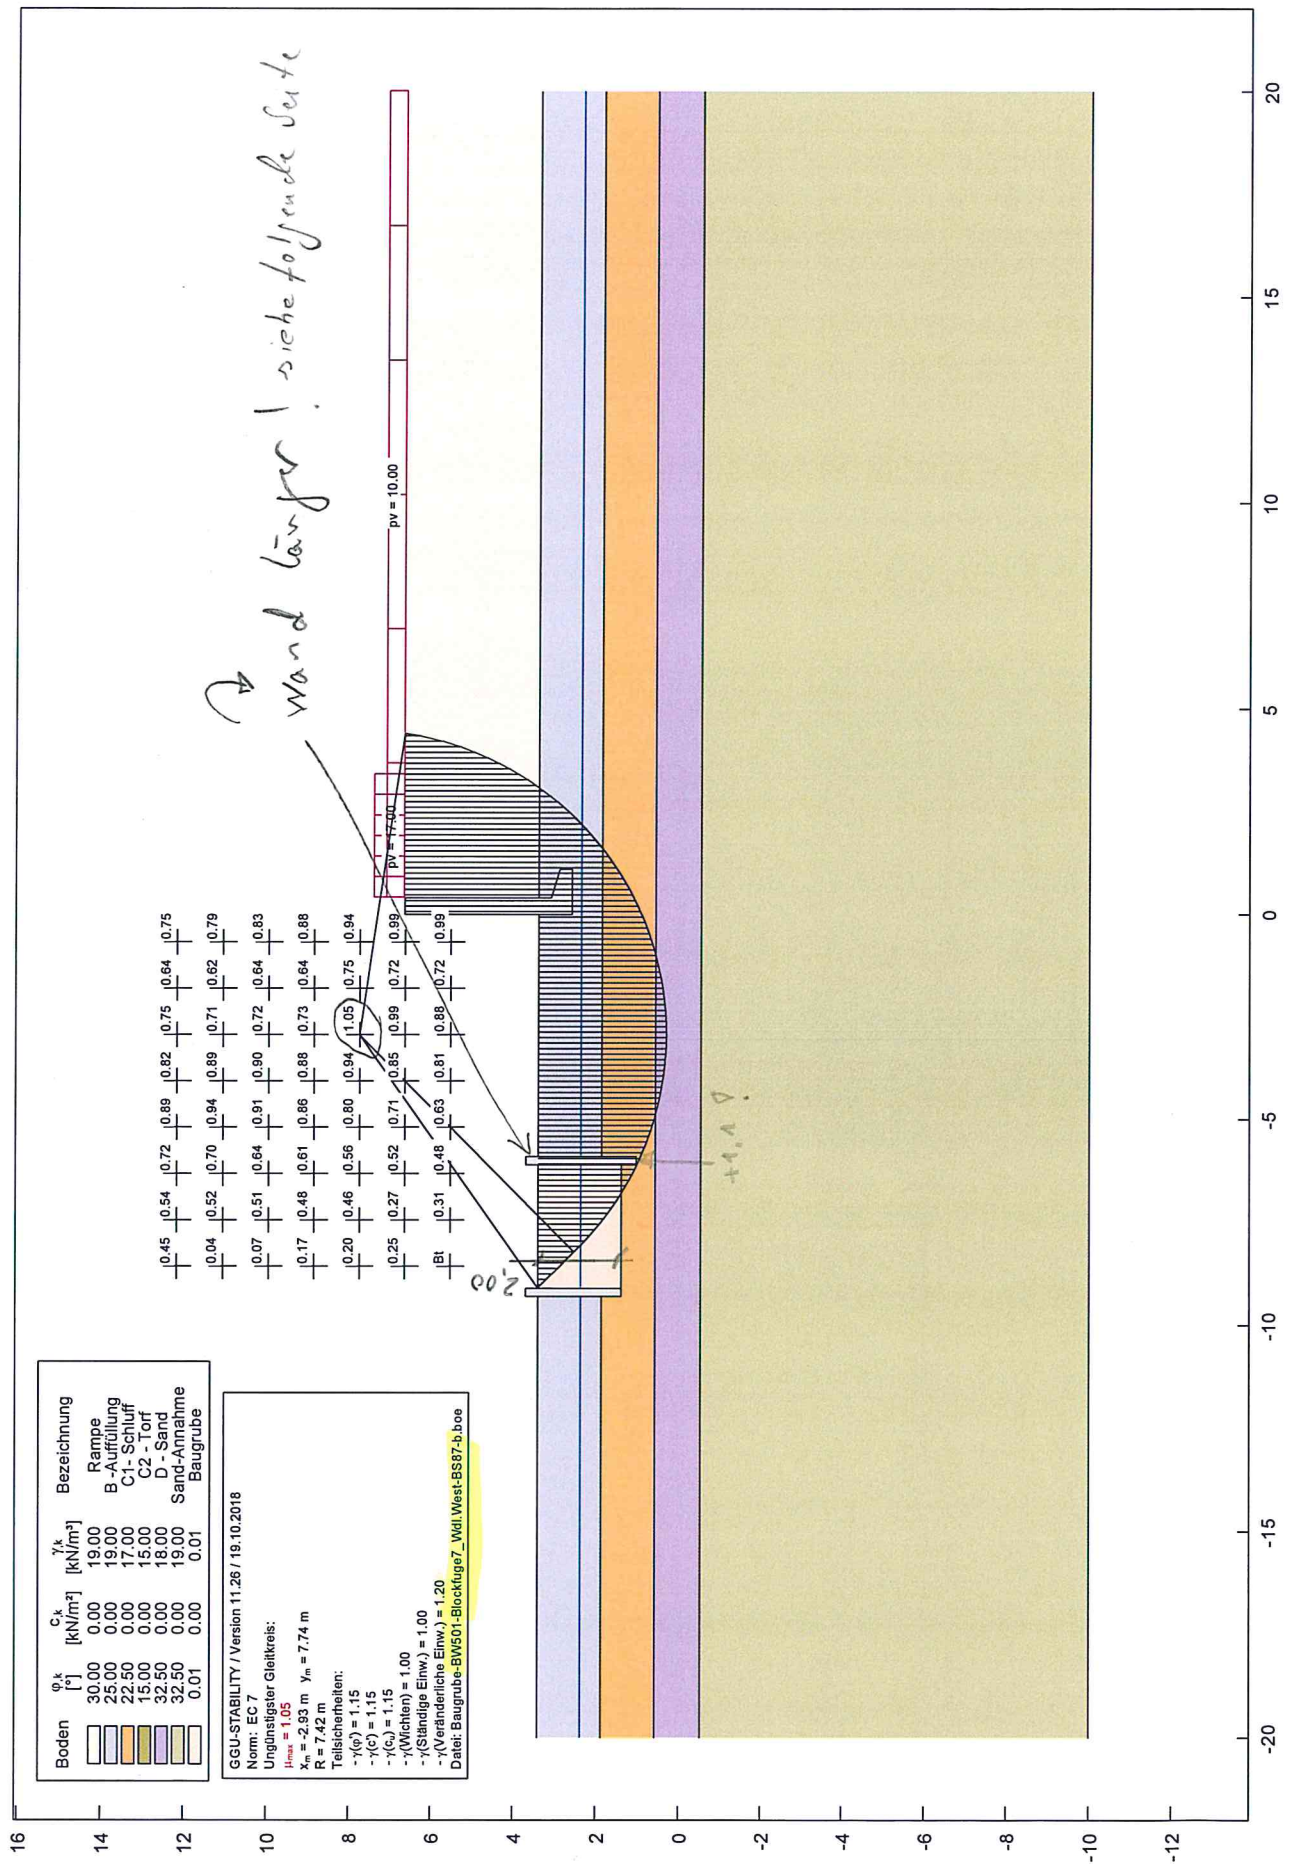 Boden φ,k [°] c,k [kN/m²] γ,k [kN/m³] Bezeichnung
30.00 0.00 19.00 Rampe
25.00 0.00 19.00 B -Auffüllung
22.50 0.00 17.00 C1- Schluff
15.00 0.00 15.00 C2 - Torf
32.50 0.00 18.00 D - Sand
32.50 0.00 19.00 Sand-Annahme
0.01 0.00 0.01 Baugrube
GGU-STABILITY / Version 11.26 / 19.10.2018
Norm: EC 7
Ungünstigster Gleitkreis:
μmax = 1.05
xm = -2.93 m ym = 7.74 m
R = 7.42 m
Teilsicherheiten:
- γ(φ') = 1.15
- γ(c') = 1.15
- γ(cu) = 1.15
- γ(Wichten) = 1.00
- γ(Ständige Einw.) = 1.00
- γ(Veränderliche Einw.) = 1.20
Datei: Baugrube-BW501-Blockfuge7_Wdl.West-BS87-b.boe
Wand länger ! siehe folgende Seite
0.45 0.54 0.72 0.89 0.82 0.75 0.64 0.75
0.04 0.52 0.70 0.94 0.89 0.71 0.62 0.79
0.07 0.51 0.64 0.91 0.90 0.72 0.64 0.83
0.17 0.48 0.61 0.86 0.88 0.73 0.64 0.88
0.20 0.46 0.56 0.80 0.94 1.05 0.75 0.94
0.25 0.27 0.52 0.71 0.85 0.99 0.72 0.99
Bt 0.31 0.48 0.63 0.81 0.88 0.72 0.99
pv = 17.00
pv = 10.00
2,00
+1,1 !
16
14
12
10
8
6
4
2
0
-2
-4
-6
-8
-10
-12
-20 -15 -10 -5 0 5 10 15 20